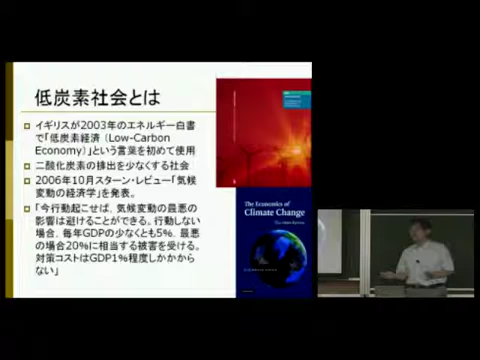 低炭素社会とは
イギリスが2003年のエネルギー白書
で「低炭素経済（Low-Carbon
Economy）」という言葉を初めて使用
二酸化炭素の排出を少なくする社会
2006年10月スターン・レビュー「気候
変動の経済学」を発表。
「今行動起こせば、気候変動の最悪の
影響は避けることができる。行動しない
場合、毎年GDPの少なくとも5%、最悪
の場合20%に相当する被害を受ける。
対策コストはGDP1%程度しかかから
ない」
The Economics of
Climate Change